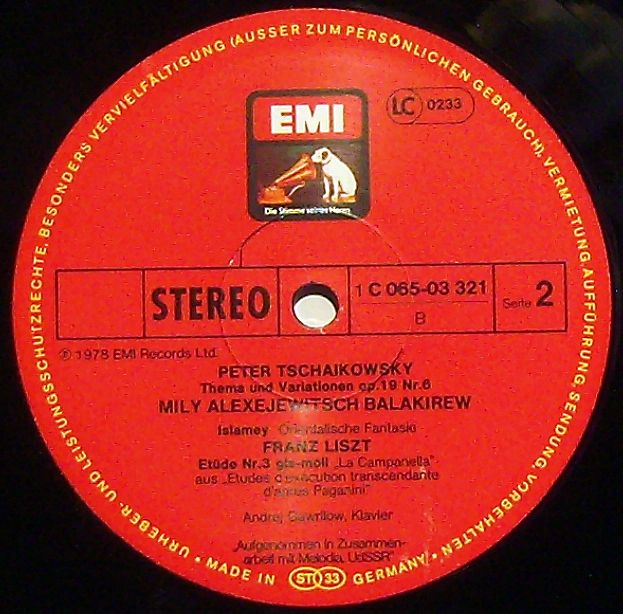 URHEBER- UND LEISTUNGSSCHUTZRECHTE, BESONDERS VERVIELFÄLTIGUNG (AUSSER ZUM PERSÖNLICHEN GEBRAUCH), VERMIETUNG, AUFFÜHRUNG, SENDUNG, VORBEHALTEN •
EMI
LC 0233
Die Stimme seines Herrn
STEREO
1 C 065-03 321
B
Seite 2
℗ 1978 EMI Records Ltd.
PETER TSCHAIKOWSKY
Thema und Variationen op.19 Nr.6
MILY ALEXEJEWITSCH BALAKIREW
Islamey - Orientalische Fantasie
FRANZ LISZT
Etüde Nr.3 gis-moll „La Campanella"
aus „Etudes d'exécution transcendante
d'après Paganini"
Andrej Gawrilow, Klavier
„Aufgenommen in Zusammen-
arbeit mit Melodia, UdSSR"
• MADE IN ST 33 GERMANY •